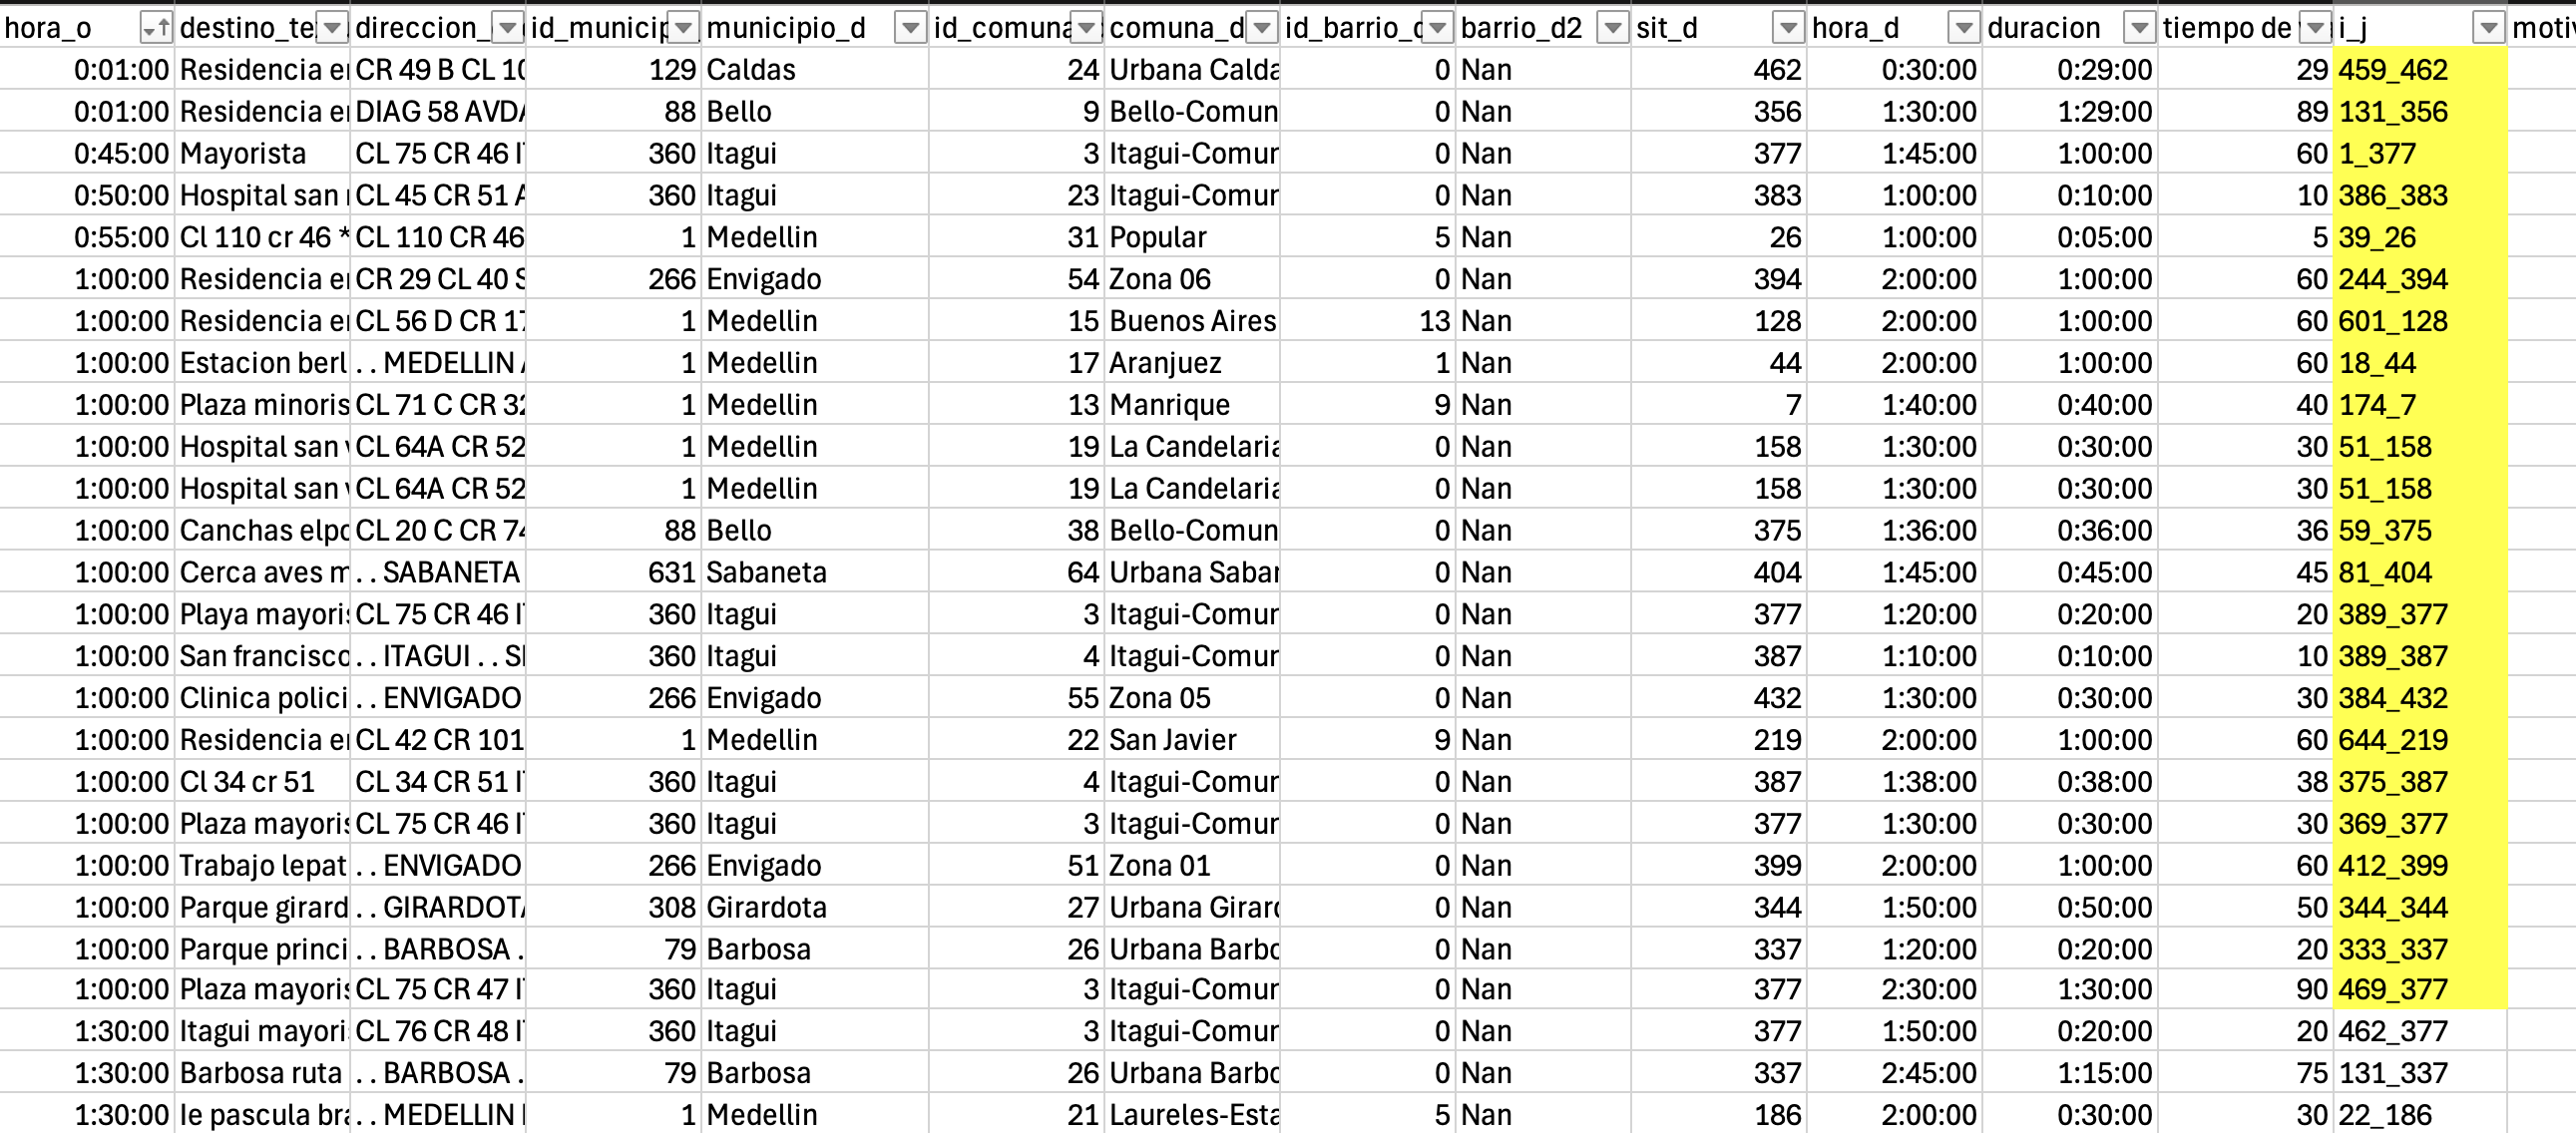 hora_o destino_te direccion_ id_municip municipio_d id_comuna comuna_d id_barrio_d barrio_d2 sit_d hora_d duracion tiempo de i_j motiv
0:01:00 Residencia e CR 49 B CL 10 129 Caldas 24 Urbana Calda 0 Nan 462 0:30:00 0:29:00 29 459_462
0:01:00 Residencia e DIAG 58 AVDA 88 Bello 9 Bello-Comun 0 Nan 356 1:30:00 1:29:00 89 131_356
0:45:00 Mayorista CL 75 CR 46 I 360 Itagui 3 Itagui-Comur 0 Nan 377 1:45:00 1:00:00 60 1_377
0:50:00 Hospital san CL 45 CR 51 A 360 Itagui 23 Itagui-Comur 0 Nan 383 1:00:00 0:10:00 10 386_383
0:55:00 Cl 110 cr 46 * CL 110 CR 46 1 Medellin 31 Popular 5 Nan 26 1:00:00 0:05:00 5 39_26
1:00:00 Residencia e CR 29 CL 40 S 266 Envigado 54 Zona 06 0 Nan 394 2:00:00 1:00:00 60 244_394
1:00:00 Residencia e CL 56 D CR 17 1 Medellin 15 Buenos Aires 13 Nan 128 2:00:00 1:00:00 60 601_128
1:00:00 Estacion berl . . MEDELLIN 1 Medellin 17 Aranjuez 1 Nan 44 2:00:00 1:00:00 60 18_44
1:00:00 Plaza minoris CL 71 C CR 32 1 Medellin 13 Manrique 9 Nan 7 1:40:00 0:40:00 40 174_7
1:00:00 Hospital san CL 64A CR 52 1 Medellin 19 La Candelaria 0 Nan 158 1:30:00 0:30:00 30 51_158
1:00:00 Hospital san CL 64A CR 52 1 Medellin 19 La Candelaria 0 Nan 158 1:30:00 0:30:00 30 51_158
1:00:00 Canchas elpo CL 20 C CR 74 88 Bello 38 Bello-Comun 0 Nan 375 1:36:00 0:36:00 36 59_375
1:00:00 Cerca aves m . . SABANETA 631 Sabaneta 64 Urbana Sabar 0 Nan 404 1:45:00 0:45:00 45 81_404
1:00:00 Playa mayoris CL 75 CR 46 I 360 Itagui 3 Itagui-Comur 0 Nan 377 1:20:00 0:20:00 20 389_377
1:00:00 San francisco . . ITAGUI . . S 360 Itagui 4 Itagui-Comur 0 Nan 387 1:10:00 0:10:00 10 389_387
1:00:00 Clinica polici . . ENVIGADO 266 Envigado 55 Zona 05 0 Nan 432 1:30:00 0:30:00 30 384_432
1:00:00 Residencia e CL 42 CR 101 1 Medellin 22 San Javier 9 Nan 219 2:00:00 1:00:00 60 644_219
1:00:00 Cl 34 cr 51 CL 34 CR 51 I 360 Itagui 4 Itagui-Comur 0 Nan 387 1:38:00 0:38:00 38 375_387
1:00:00 Plaza mayoris CL 75 CR 46 I 360 Itagui 3 Itagui-Comur 0 Nan 377 1:30:00 0:30:00 30 369_377
1:00:00 Trabajo lepat . . ENVIGADO 266 Envigado 51 Zona 01 0 Nan 399 2:00:00 1:00:00 60 412_399
1:00:00 Parque girard . . GIRARDOTA 308 Girardota 27 Urbana Girard 0 Nan 344 1:50:00 0:50:00 50 344_344
1:00:00 Parque princi . . BARBOSA . 79 Barbosa 26 Urbana Barbo 0 Nan 337 1:20:00 0:20:00 20 333_337
1:00:00 Plaza mayoris CL 75 CR 47 I 360 Itagui 3 Itagui-Comur 0 Nan 377 2:30:00 1:30:00 90 469_377
1:30:00 Itagui mayori CL 76 CR 48 I 360 Itagui 3 Itagui-Comur 0 Nan 377 1:50:00 0:20:00 20 462_377
1:30:00 Barbosa ruta . . BARBOSA . 79 Barbosa 26 Urbana Barbo 0 Nan 337 2:45:00 1:15:00 75 131_337
1:30:00 le pascula bra . . MEDELLIN 1 Medellin 21 Laureles-Esta 5 Nan 186 2:00:00 0:30:00 30 22_186